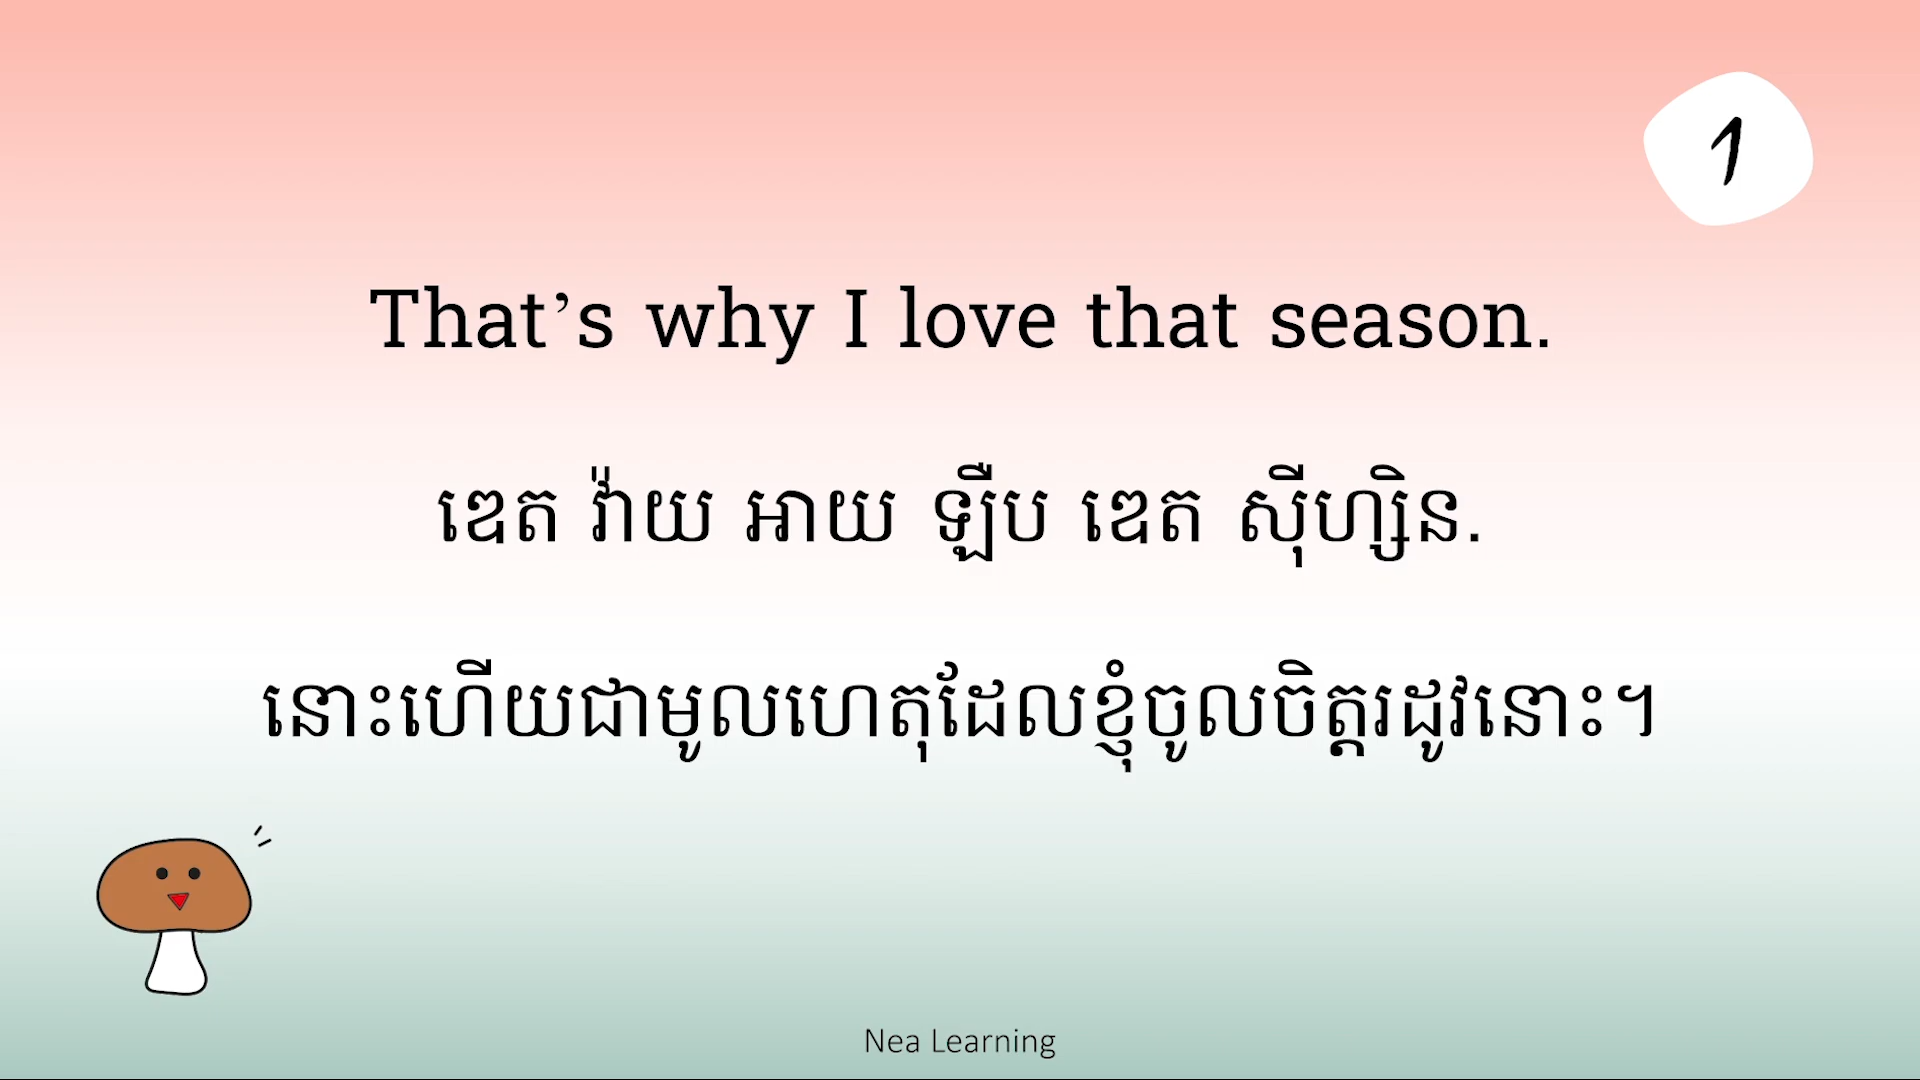 1
That’s why I love that season.
ឌេត វ៉ាយ អាយ ឡឺប ឌេត ស៊ីហ្សិន.
នោះហើយជាមូលហេតុដែលខ្ញុំចូលចិត្តរដូវនោះ។
Nea Learning